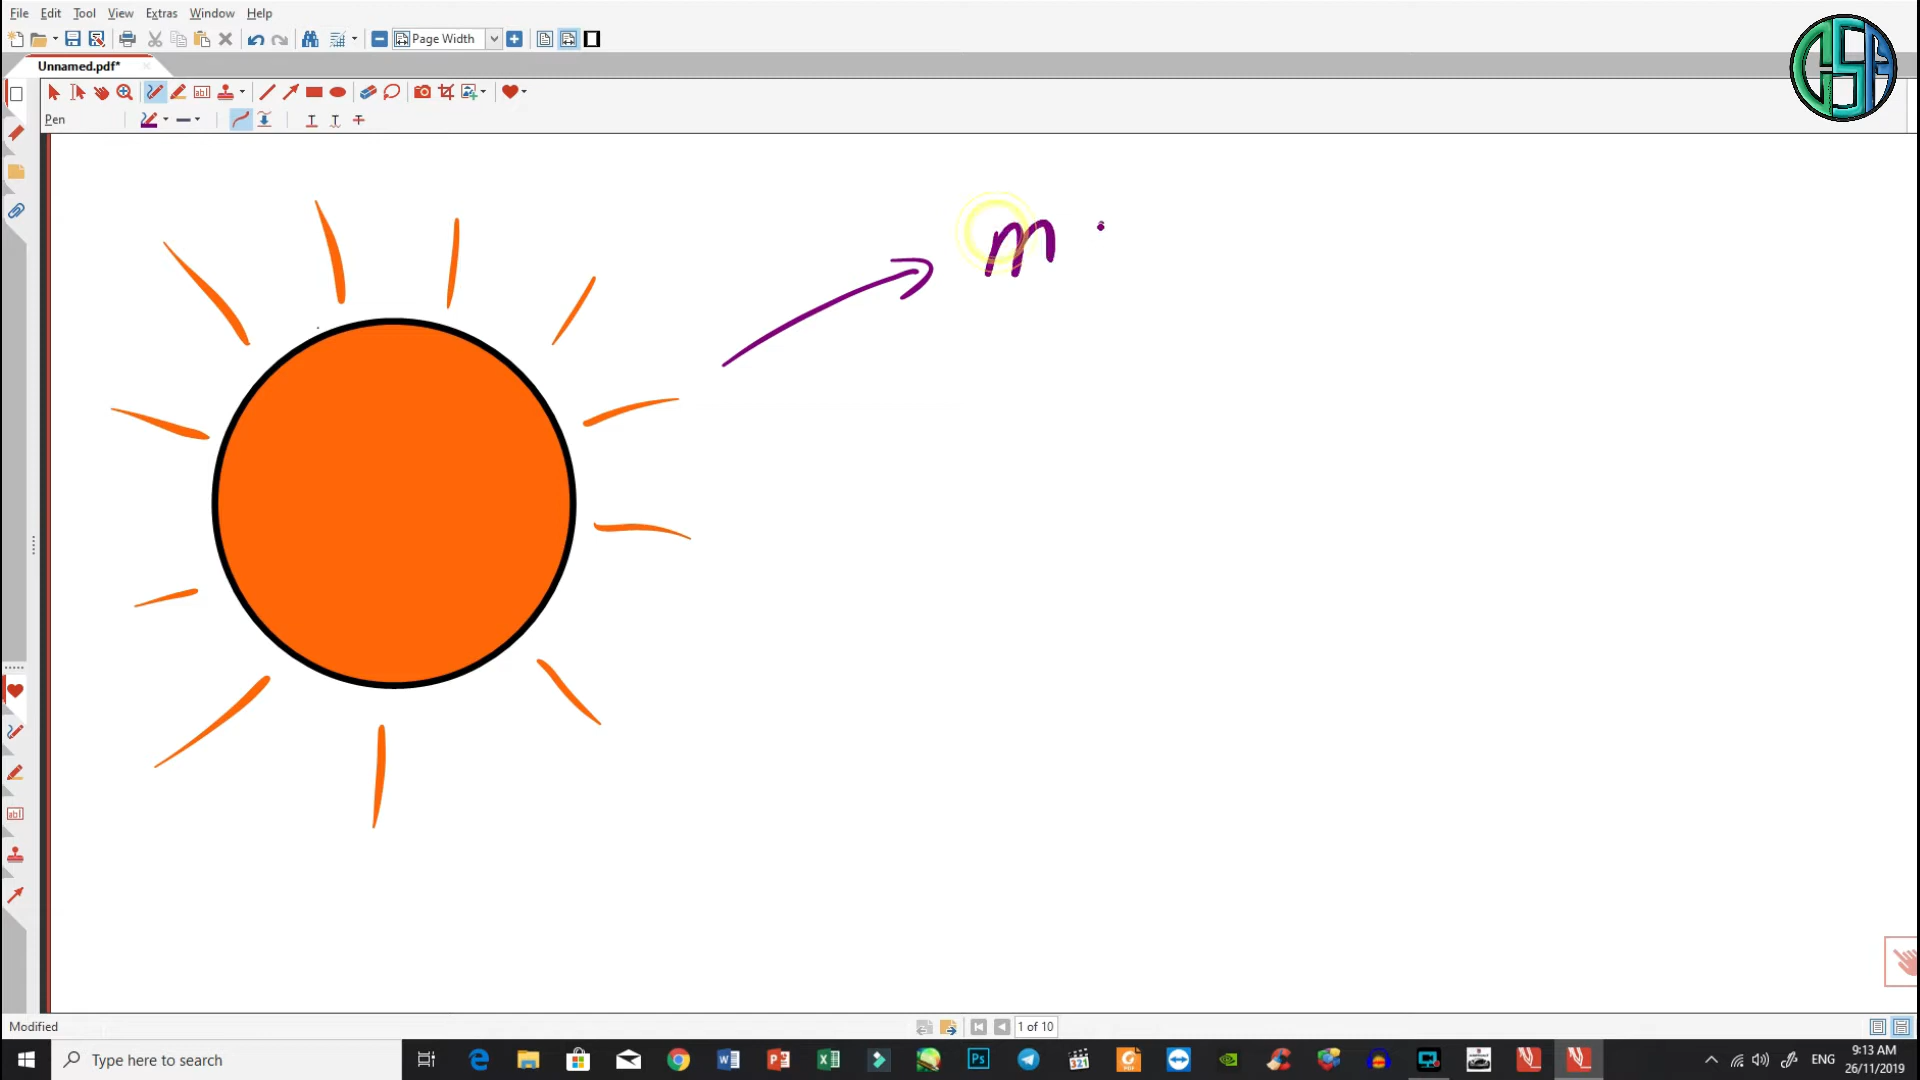 File Edit Tool View Extras Window Help
Page Width
Unnamed.pdf*
Pen
m
Modified
1 of 10
Type here to search
ENG
9:13 AM
26/11/2019